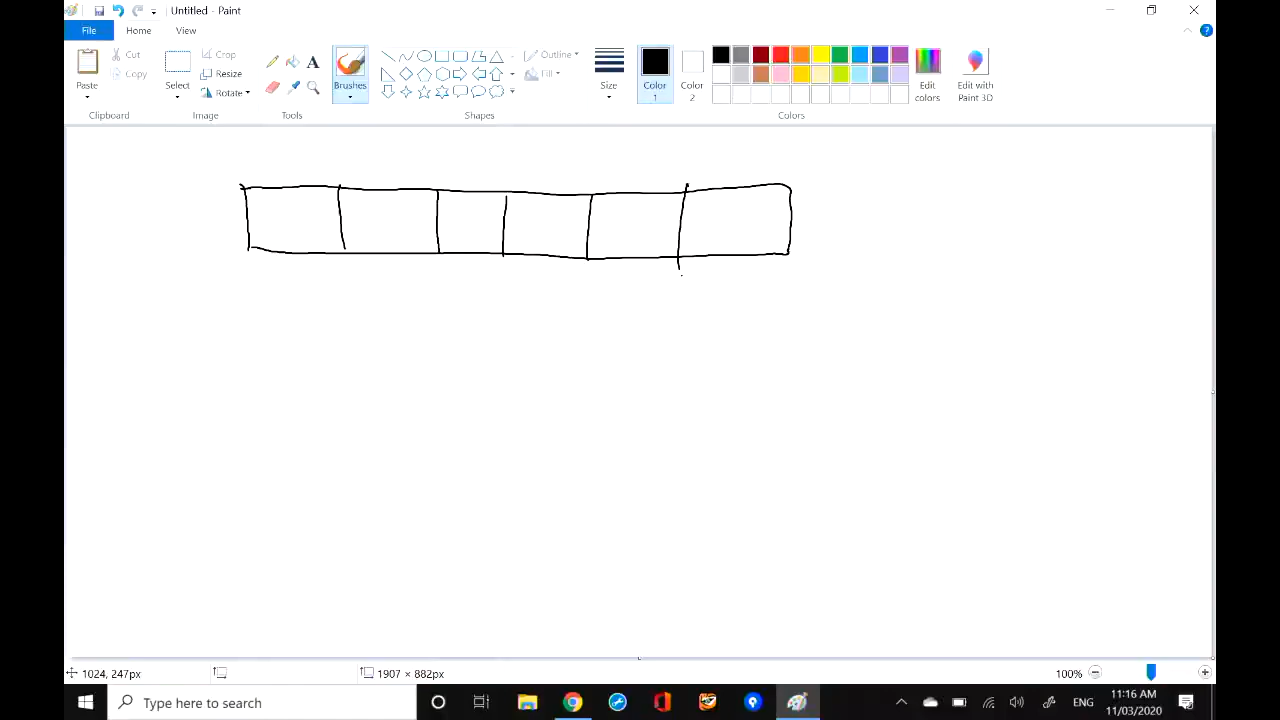 Untitled - Paint
File
Home
View
Paste
Cut
Copy
Clipboard
Select
Crop
Resize
Rotate
Image
A
Tools
Brushes
Outline
Fill
Shapes
Size
Color 1
Color 2
Edit colors
Edit with Paint 3D
Colors
1024, 247px
1907 × 882px
100%
Type here to search
ENG
11:16 AM
11/03/2020